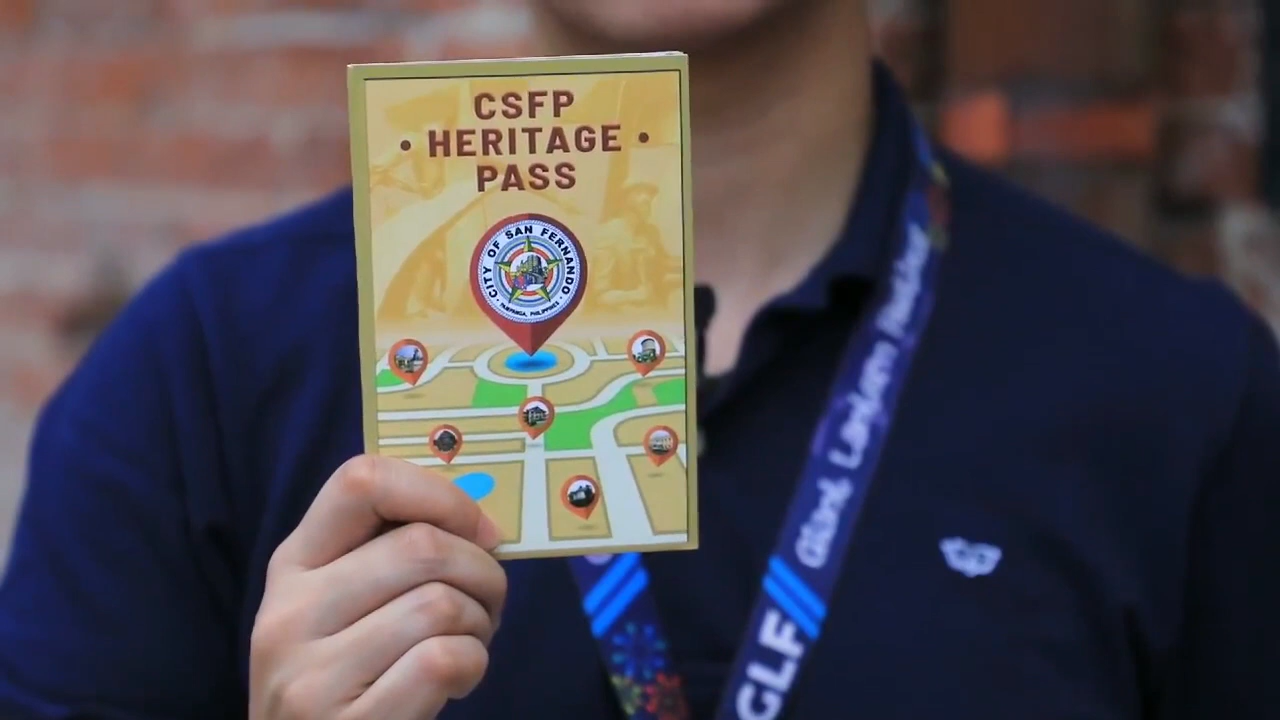 CSFP
• HERITAGE •
PASS
CITY OF SAN FERNANDO
PAMPANGA, PHILIPPINES
Giant Lantern Festival
GLF